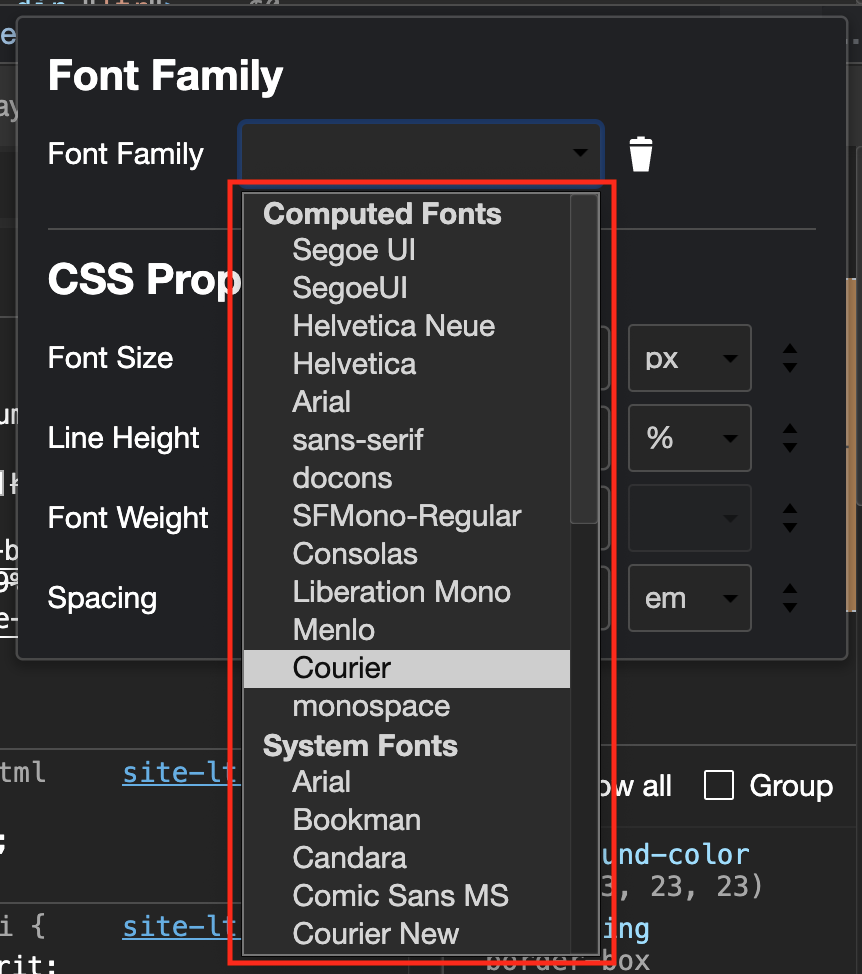 Font Family
Font Family
Computed Fonts
Segoe UI
SegoeUI
Helvetica Neue
Helvetica
Arial
sans-serif
docons
SFMono-Regular
Consolas
Liberation Mono
Menlo
Courier
monospace
System Fonts
Arial
Bookman
Candara
Comic Sans MS
Courier New
CSS Prop
Font Size
px
Line Height
%
Font Weight
Spacing
em
tml site-lt
ow all Group
;
und-color
3, 23, 23)
i { site-lt
ing
rit:
border-box